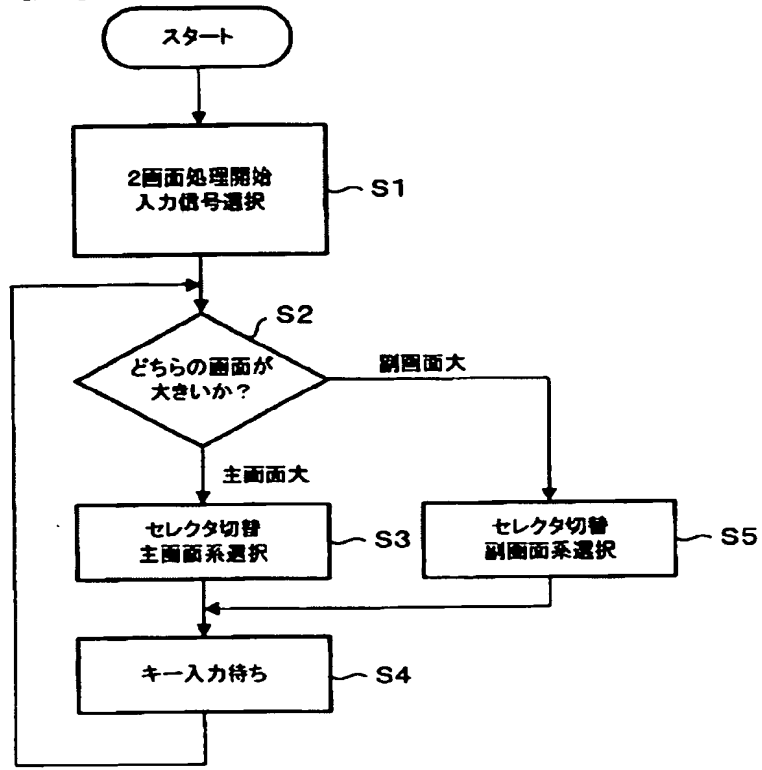 スタート
2画面処理開始
入力信号選択
S1
S2
どちらの画面が
大きいか？
副画面大
主画面大
セレクタ切替
主画面系選択
S3
セレクタ切替
副画面系選択
S5
キー入力待ち
S4